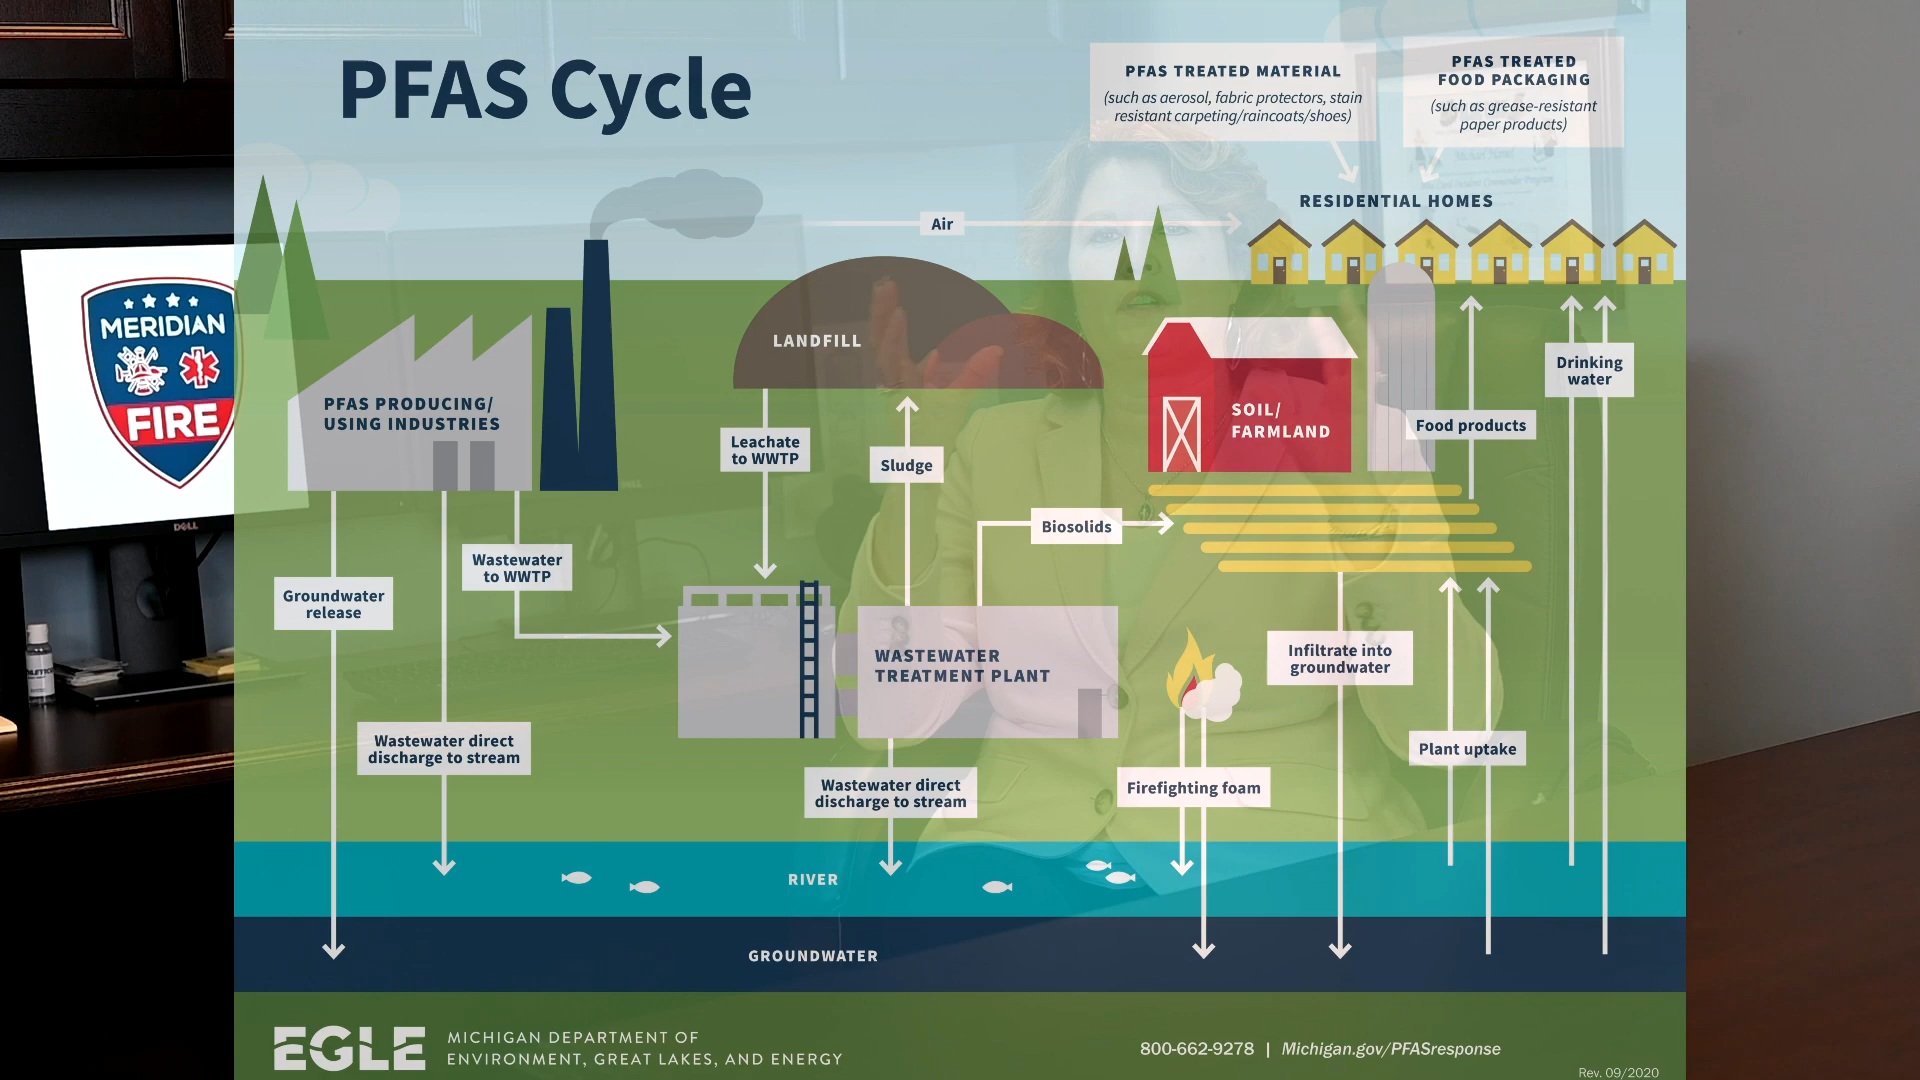 PFAS Cycle
PFAS TREATED MATERIAL
(such as aerosol, fabric protectors, stain
resistant carpeting/raincoats/shoes)
PFAS TREATED
FOOD PACKAGING
(such as grease-resistant
paper products)
RESIDENTIAL HOMES
Air
MERIDIAN
FIRE
DELL
PFAS PRODUCING/
USING INDUSTRIES
LANDFILL
SOIL/
FARMLAND
Drinking
water
Food products
Leachate
to WWTP
Sludge
Biosolids
Wastewater
to WWTP
Groundwater
release
WASTEWATER
TREATMENT PLANT
Infiltrate into
groundwater
Wastewater direct
discharge to stream
Wastewater direct
discharge to stream
Firefighting foam
Plant uptake
RIVER
GROUNDWATER
EGLE
MICHIGAN DEPARTMENT OF
ENVIRONMENT, GREAT LAKES, AND ENERGY
800-662-9278 | Michigan.gov/PFASresponse
Rev. 09/2020